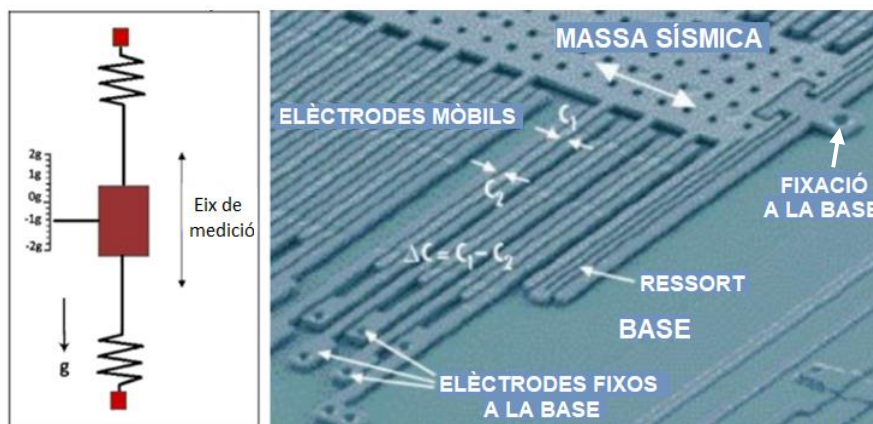 2g
1g
0g
-1g
-2g
g
Eix de
medició
MASSA SÍSMICA
ELÈCTRODES MÒBILS
C1
C2
ΔC = C1 - C2
FIXACIÓ
A LA BASE
RESSORT
BASE
ELÈCTRODES FIXOS
A LA BASE